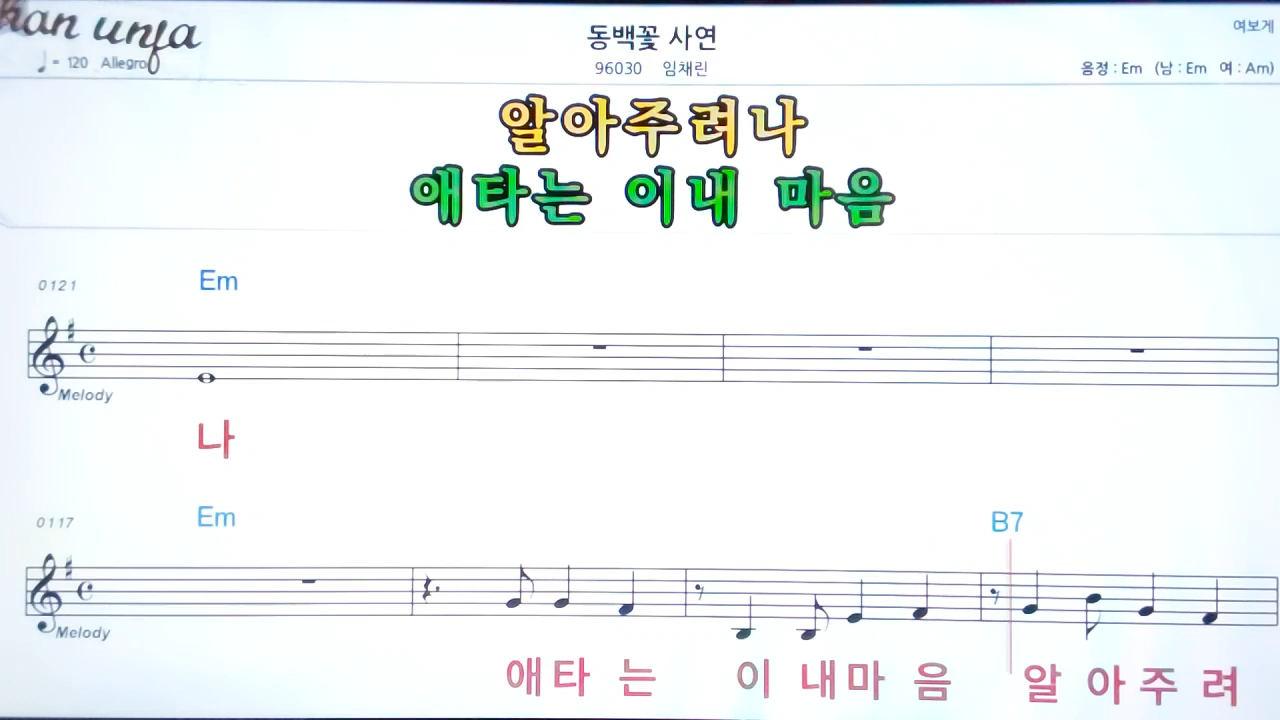 han unfa
동백꽃 사연
여보게
♩= 120 Allegro
96030 임채린
음정 : Em (남 : Em 여 : Am)
알아주려나
애타는 이내 마음
0121
Em
Melody
나
0117
Em
B7
Melody
애타 는 이 내마 음 알 아주 려